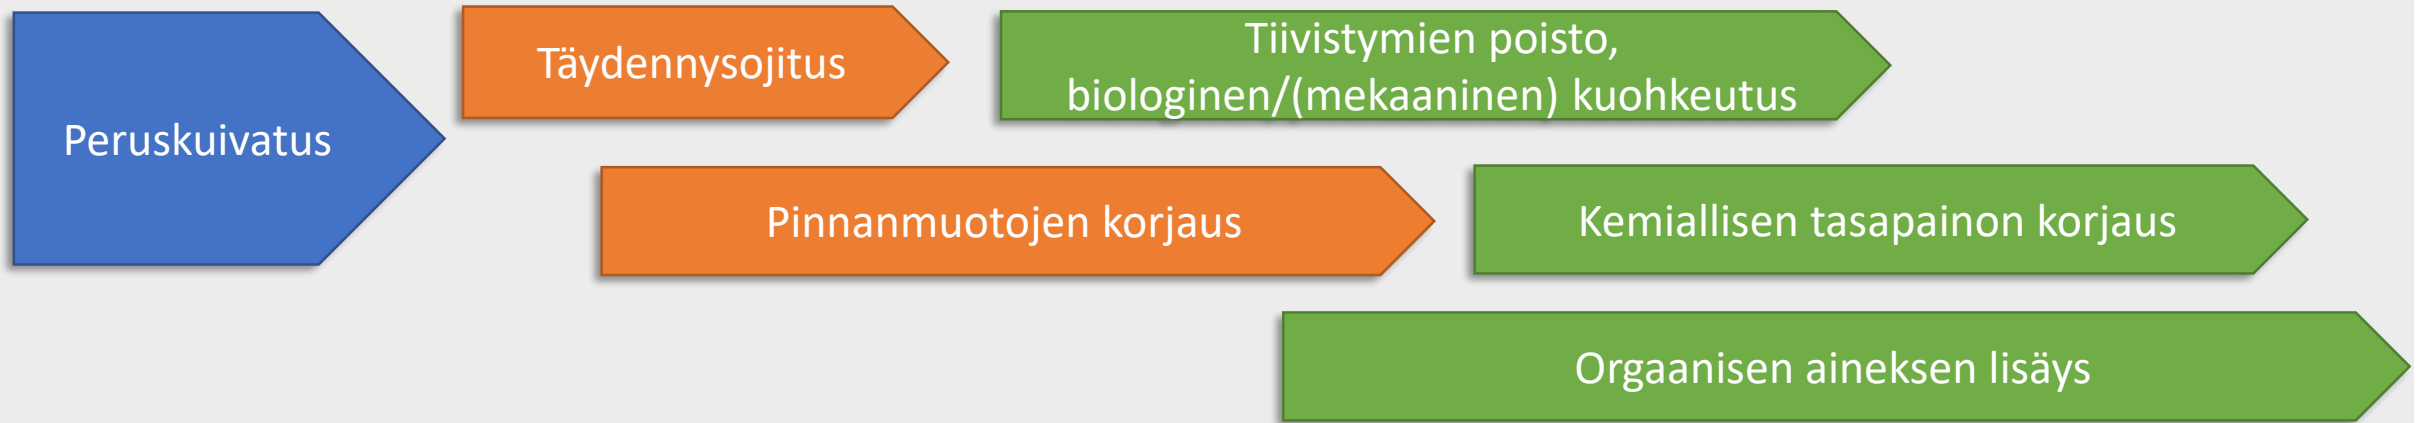 Peruskuivatus
Täydennysojitus
Tiivistymien poisto,
biologinen/(mekaaninen) kuohkeutus
Pinnanmuotojen korjaus
Kemiallisen tasapainon korjaus
Orgaanisen aineksen lisäys